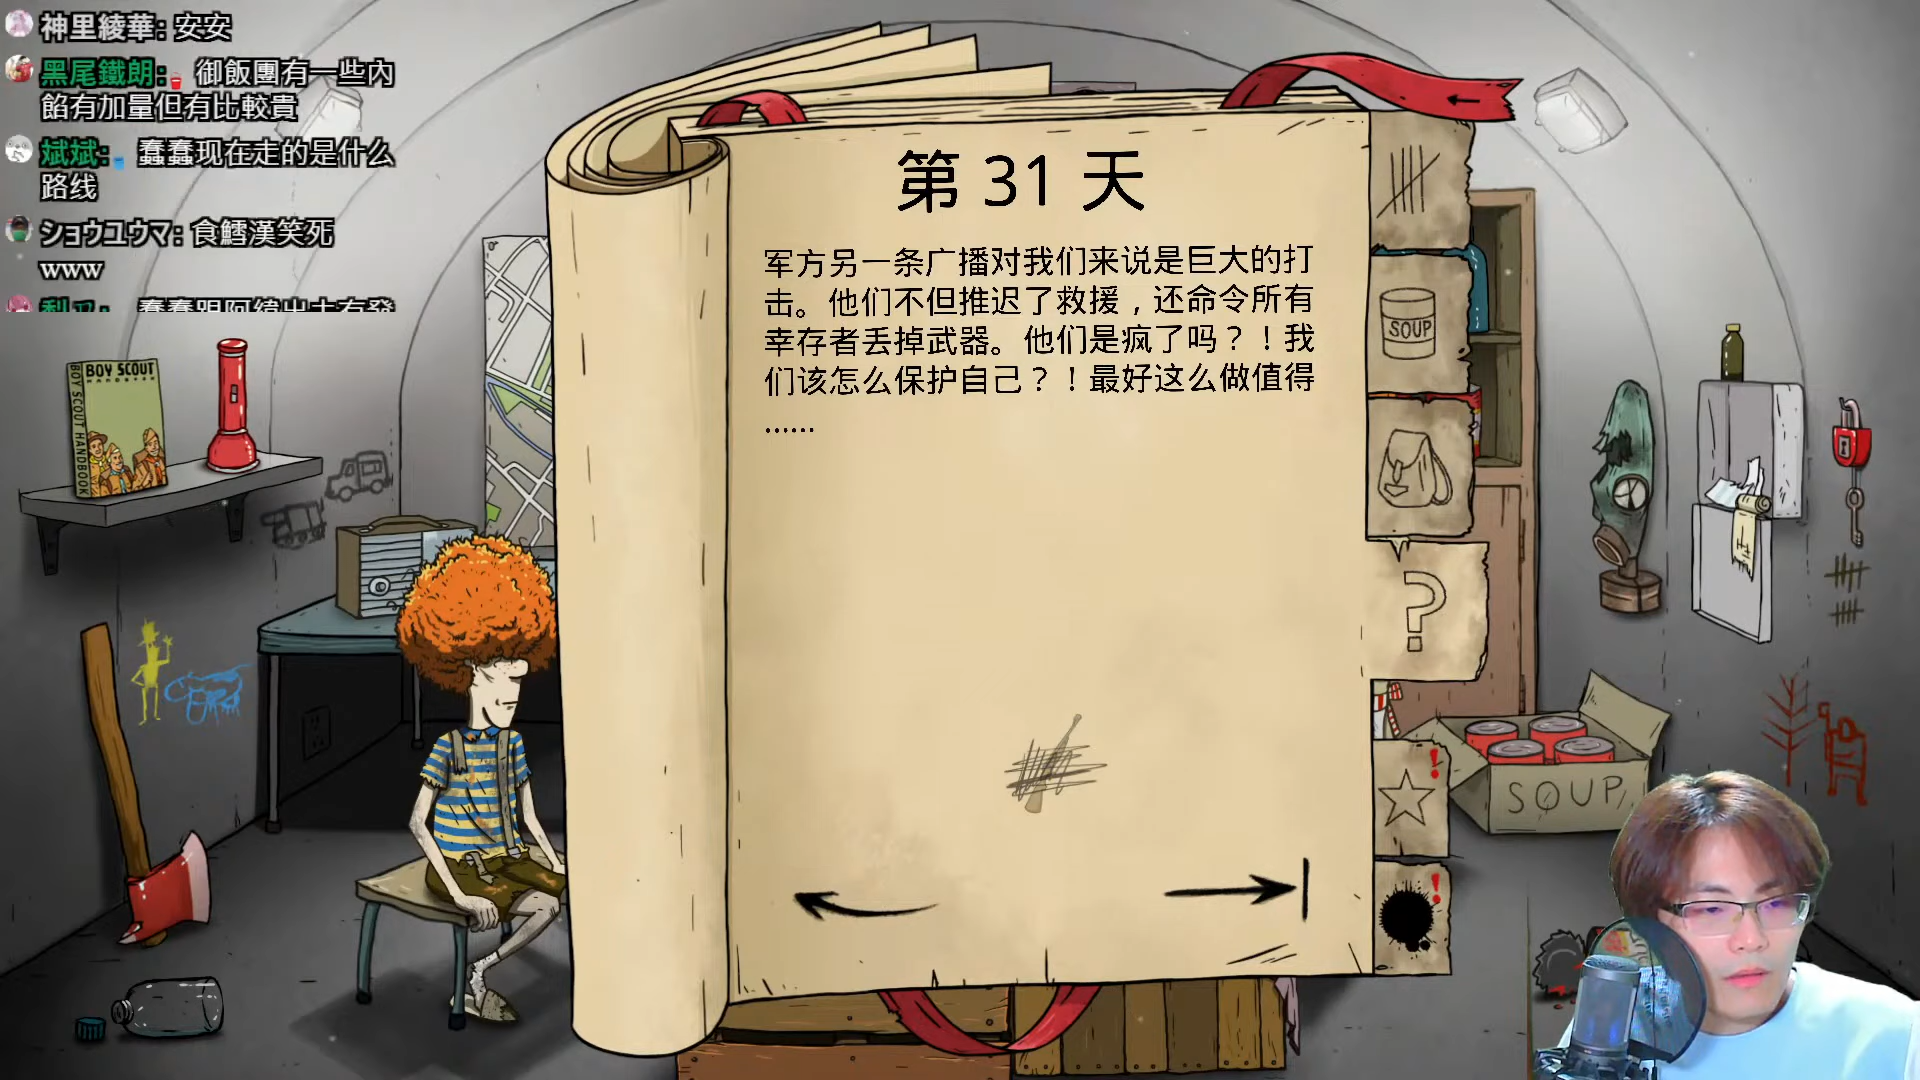 神里綾華: 安安
黑尾鐵朗: 御飯團有一些內
餡有加量但有比較貴
斌斌: 蠢蠢现在走的是什么
路线
ショウユウマ: 食鱈漢笑死
www
第 31 天
军方另一条广播对我们来说是巨大的打
击。他们不但推迟了救援，还命令所有
幸存者丢掉武器。他们是疯了吗？！我
们该怎么保护自己？！最好这么做值得
……
SOUP
BOY SCOUT
HANDBOOK
BOY SCOUT HANDBOOK
SOUP